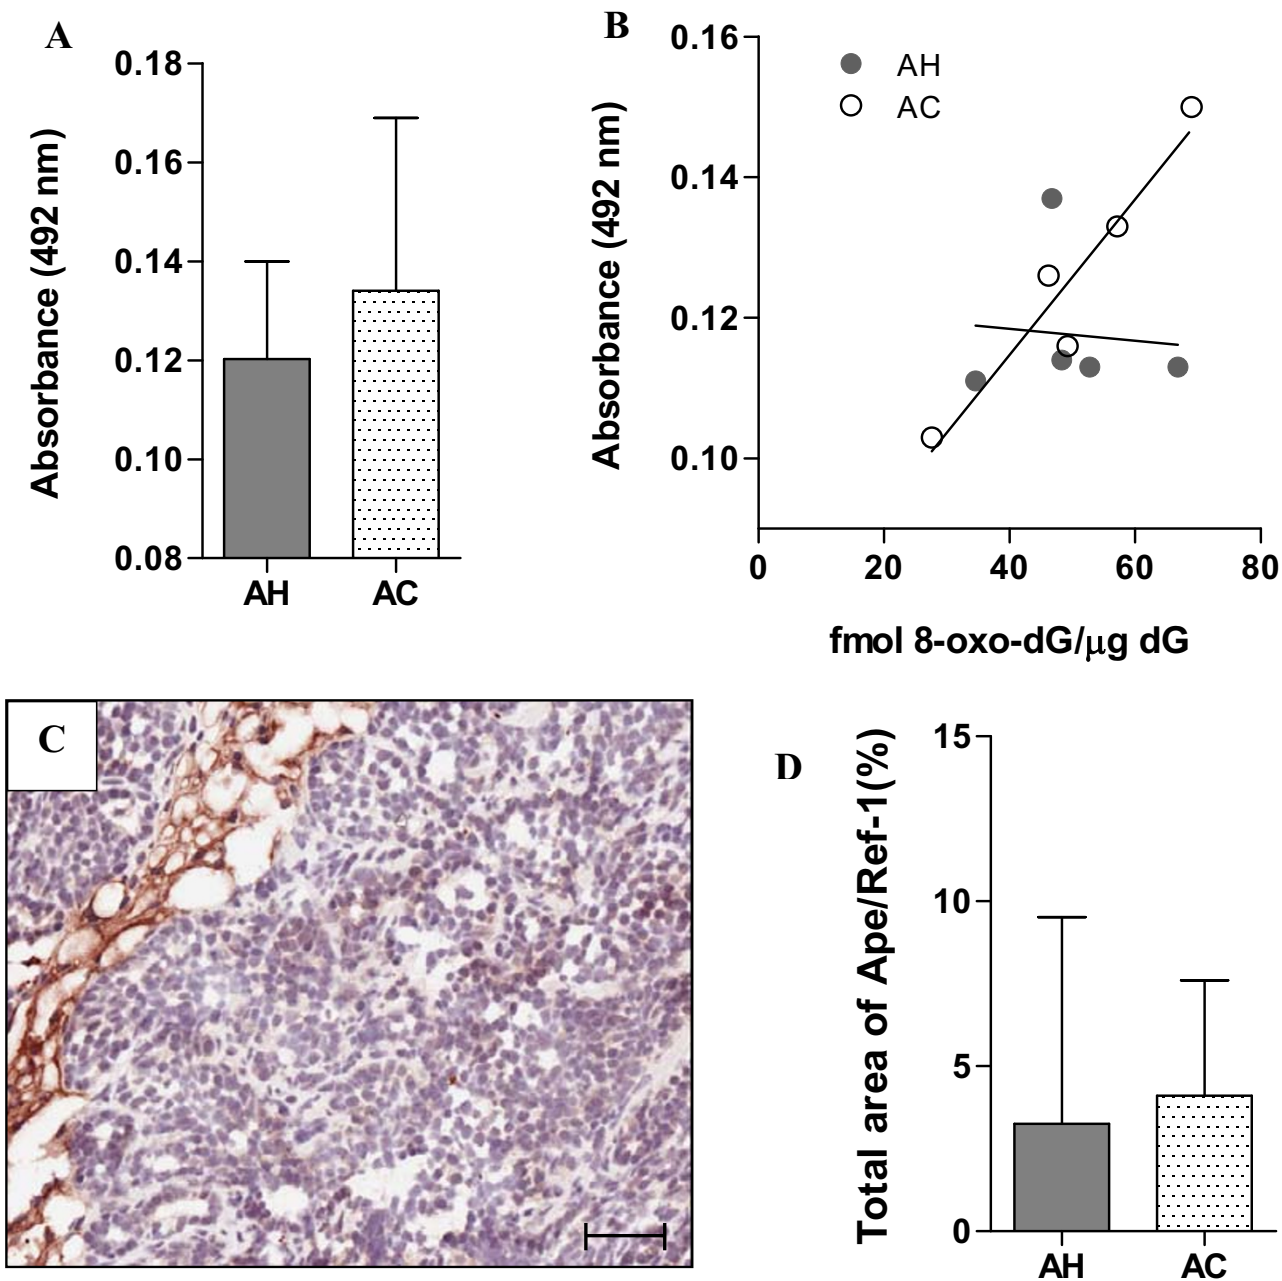 A
Absorbance (492 nm)
0.18
0.16
0.14
0.12
0.10
0.08
AH
AC
B
Absorbance (492 nm)
0.16
0.14
0.12
0.10
AH
AC
0
20
40
60
80
fmol 8-oxo-dG/μg dG
C
D
Total area of Ape/Ref-1(%)
15
10
5
0
AH
AC